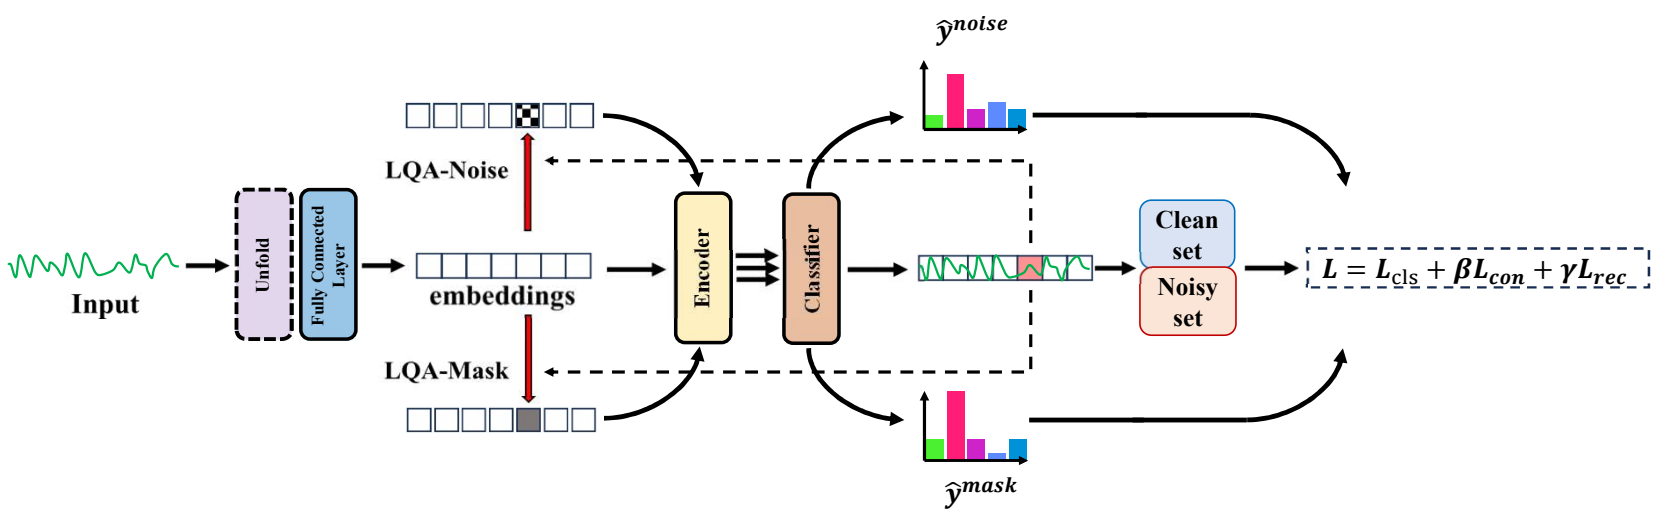 Input
Unfold
Fully Connected
Layer
LQA-Noise
embeddings
LQA-Mask
Encoder
Classifier
ŷ^noise
ŷ^mask
Clean
set
Noisy
set
L = L_cls + βL_con + γL_rec